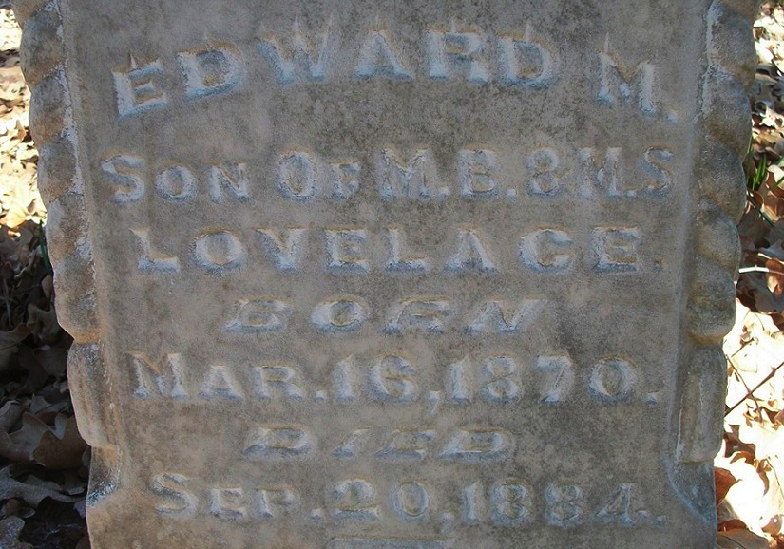 EDWARD M.
SON OF M.B. & M.S
LOVELACE.
BORN
MAR. 16, 1870.
DIED
SEP. 20, 1884.